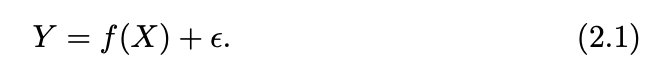 Y = f(X) + ϵ. (2.1)